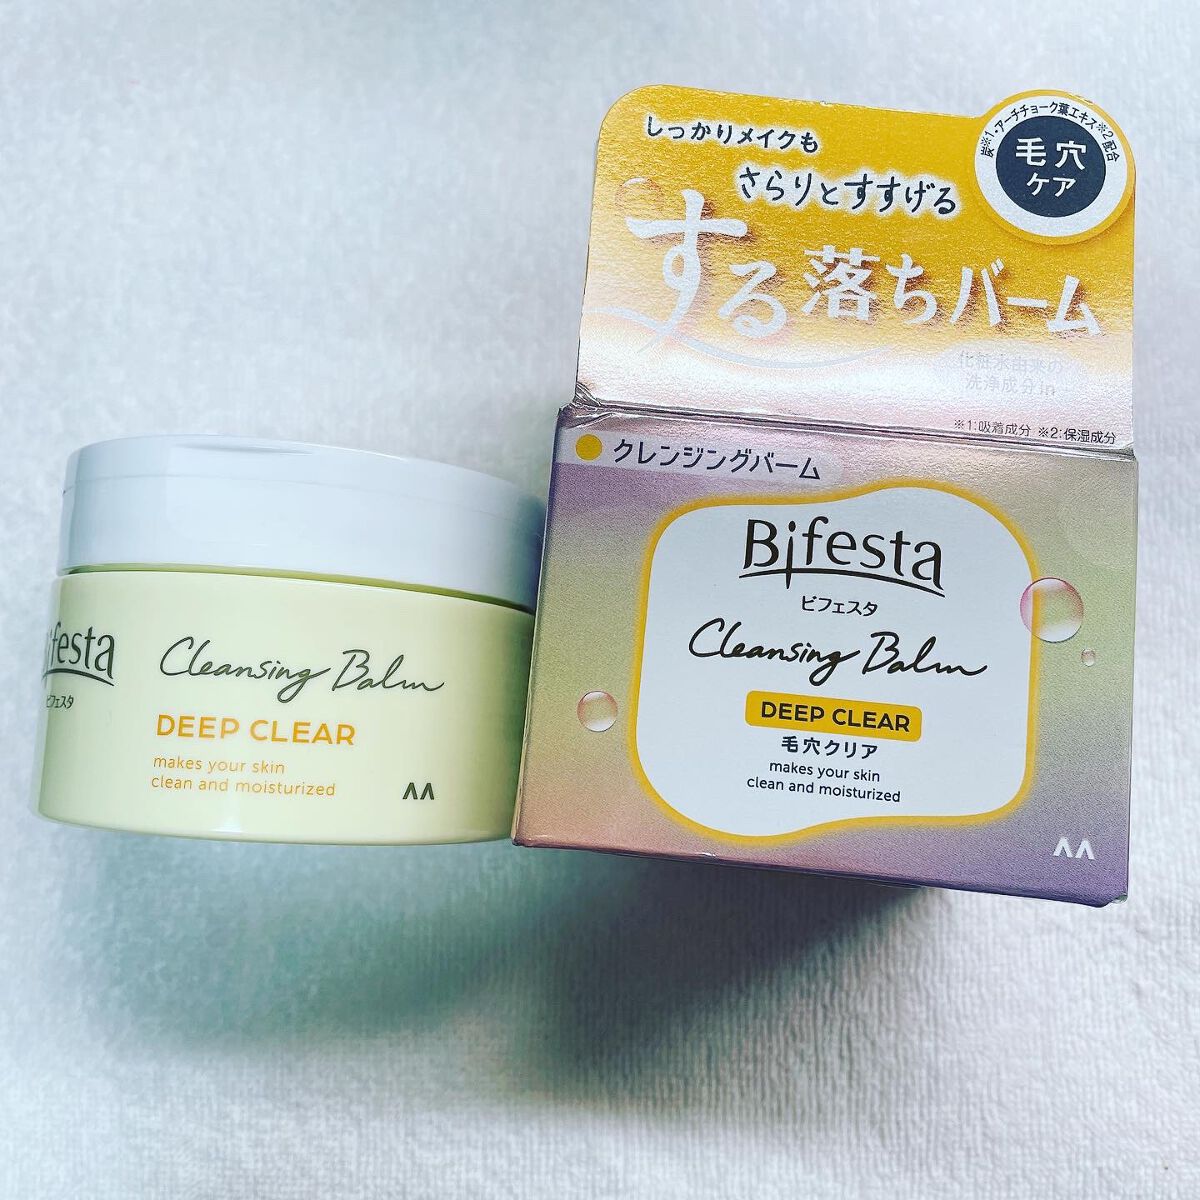 しっかりメイクも
さらりとすすげる
する落ちバーム
炭※1・アーチチョーク葉エキス※2配合
毛穴
ケア
化粧水由来の
洗浄成分in
※1:吸着成分 ※2:保湿成分
クレンジングバーム
Bifesta
ビフェスタ
Cleansing Balm
DEEP CLEAR
毛穴クリア
makes your skin
clean and moisturized
Bifesta
ビフェスタ
Cleansing Balm
DEEP CLEAR
makes your skin
clean and moisturized